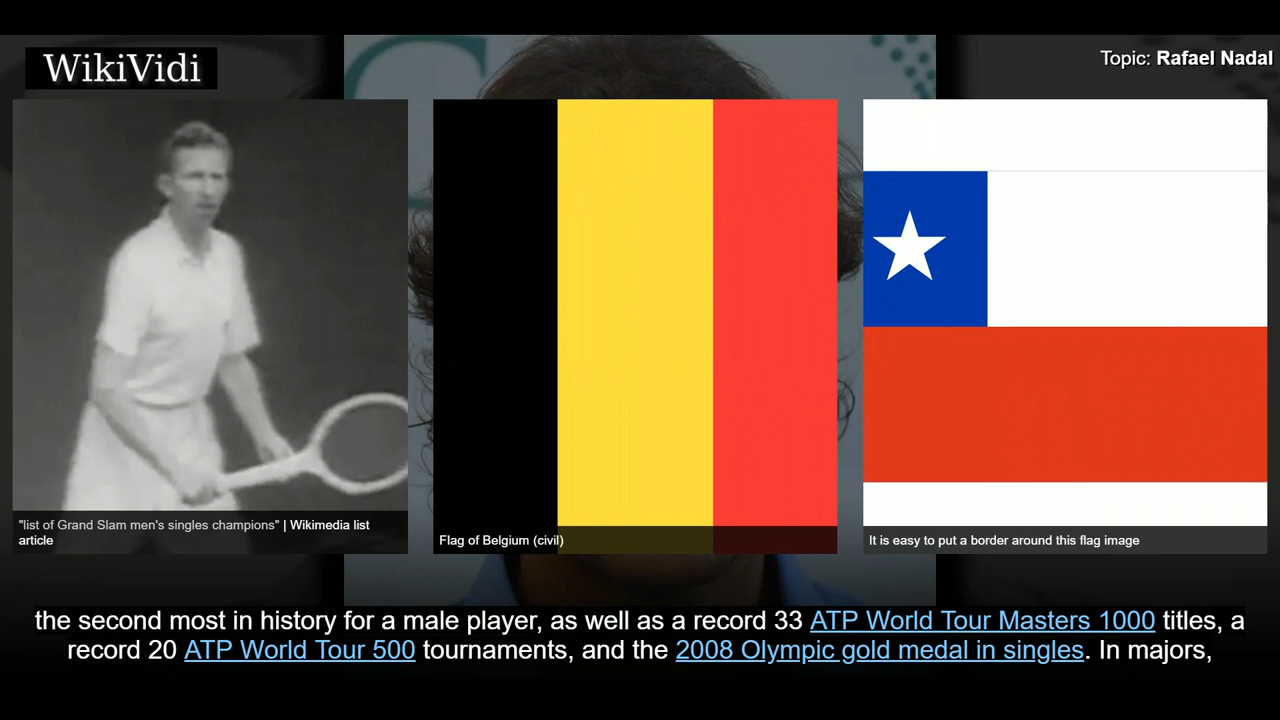 WikiVidi
Topic: Rafael Nadal
"list of Grand Slam men's singles champions" | Wikimedia list
article
Flag of Belgium (civil)
It is easy to put a border around this flag image
the second most in history for a male player, as well as a record 33 ATP World Tour Masters 1000 titles, a
record 20 ATP World Tour 500 tournaments, and the 2008 Olympic gold medal in singles. In majors,